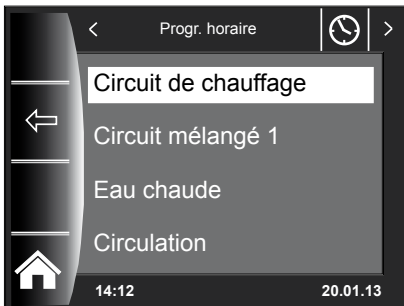 Progr. horaire
Circuit de chauffage
Circuit mélangé 1
Eau chaude
Circulation
14:12 20.01.13